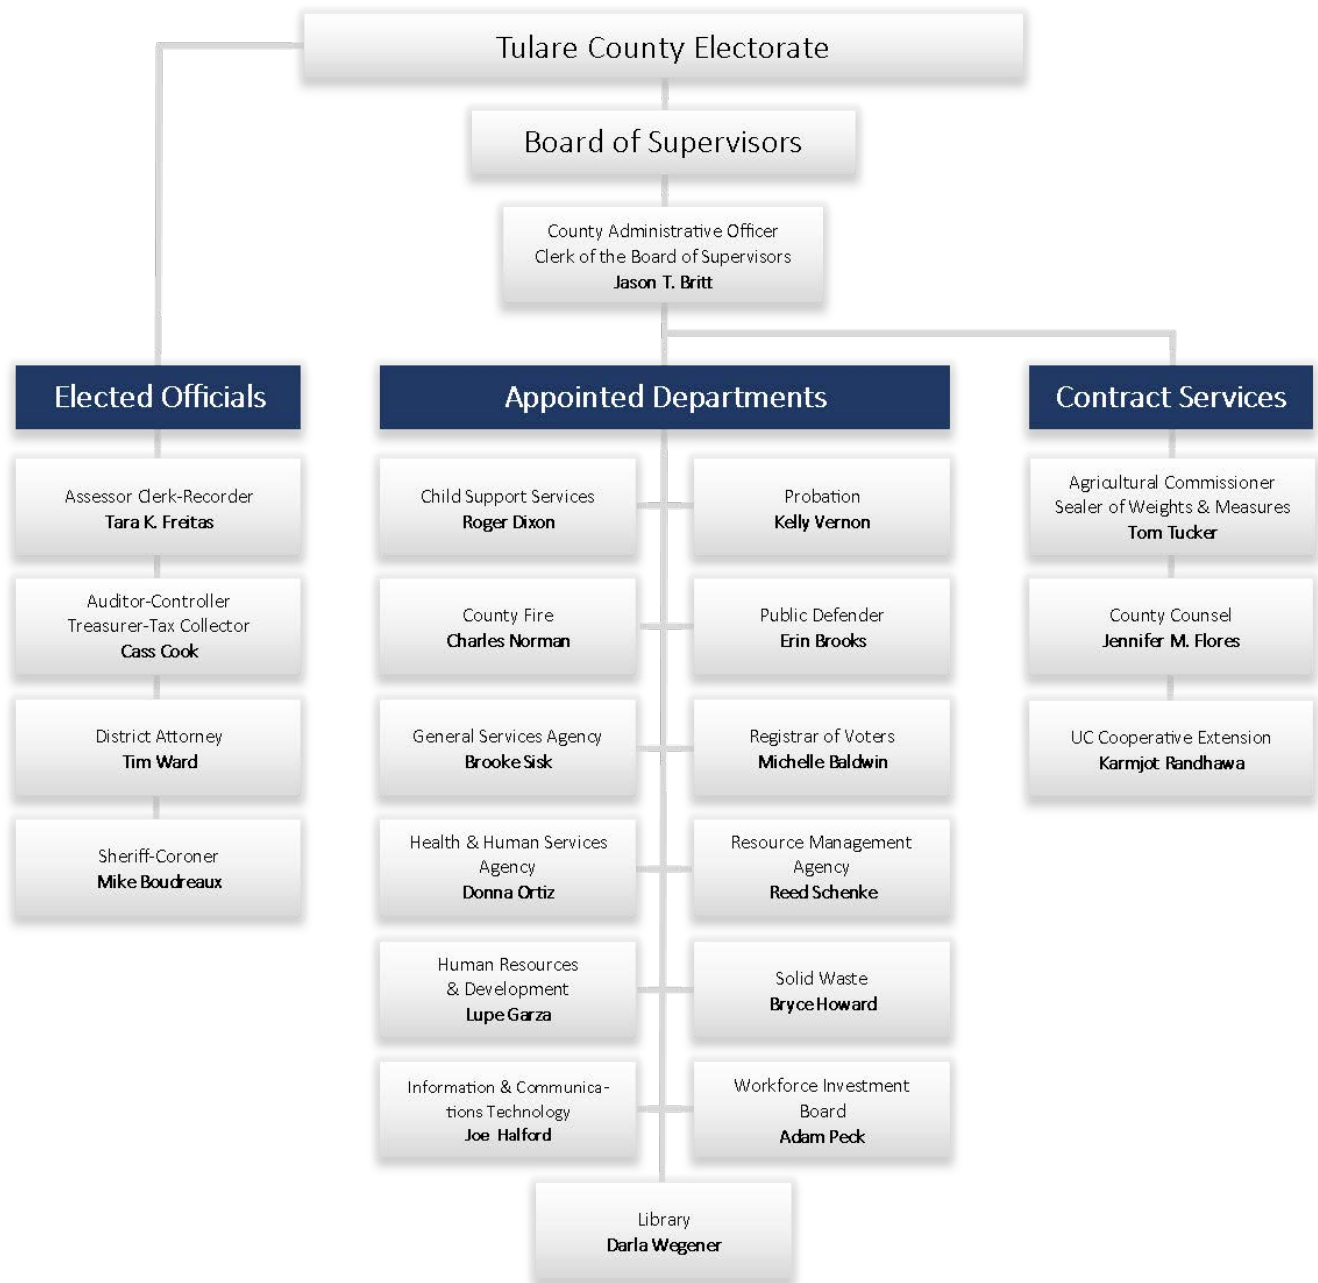 Tulare County Electorate
Board of Supervisors
County Administrative Officer
Clerk of the Board of Supervisors
Jason T. Britt
Elected Officials
Assessor Clerk-Recorder
Tara K. Freitas
Auditor-Controller
Treasurer-Tax Collector
Cass Cook
District Attorney
Tim Ward
Sheriff-Coroner
Mike Boudreaux
Appointed Departments
Child Support Services
Roger Dixon
Probation
Kelly Vernon
County Fire
Charles Norman
Public Defender
Erin Brooks
General Services Agency
Brooke Sisk
Registrar of Voters
Michelle Baldwin
Health & Human Services
Agency
Donna Ortiz
Resource Management
Agency
Reed Schenke
Human Resources
& Development
Lupe Garza
Solid Waste
Bryce Howard
Information & Communica-
tions Technology
Joe Halford
Workforce Investment
Board
Adam Peck
Library
Darla Wegener
Contract Services
Agricultural Commissioner
Sealer of Weights & Measures
Tom Tucker
County Counsel
Jennifer M. Flores
UC Cooperative Extension
Karmjot Randhawa